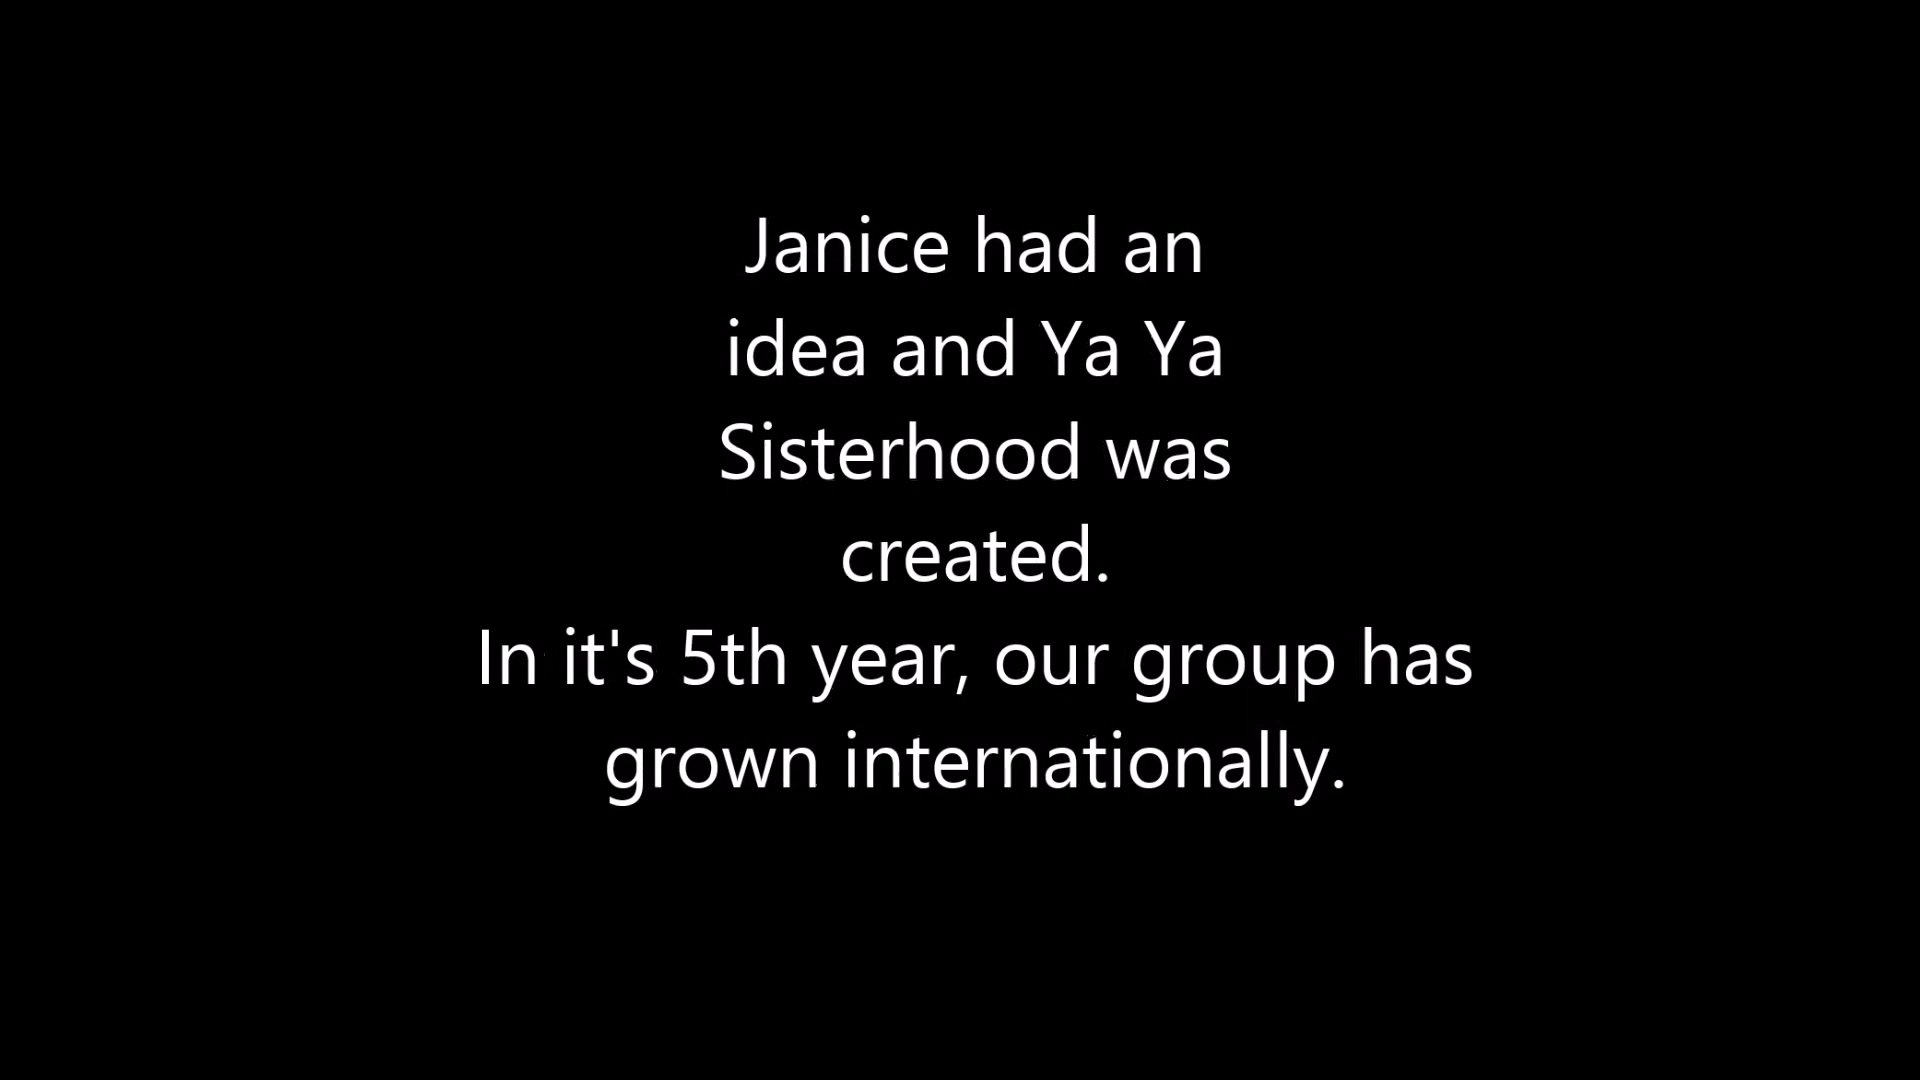 Janice had an
idea and Ya Ya
Sisterhood was
created.
In it's 5th year, our group has
grown internationally.